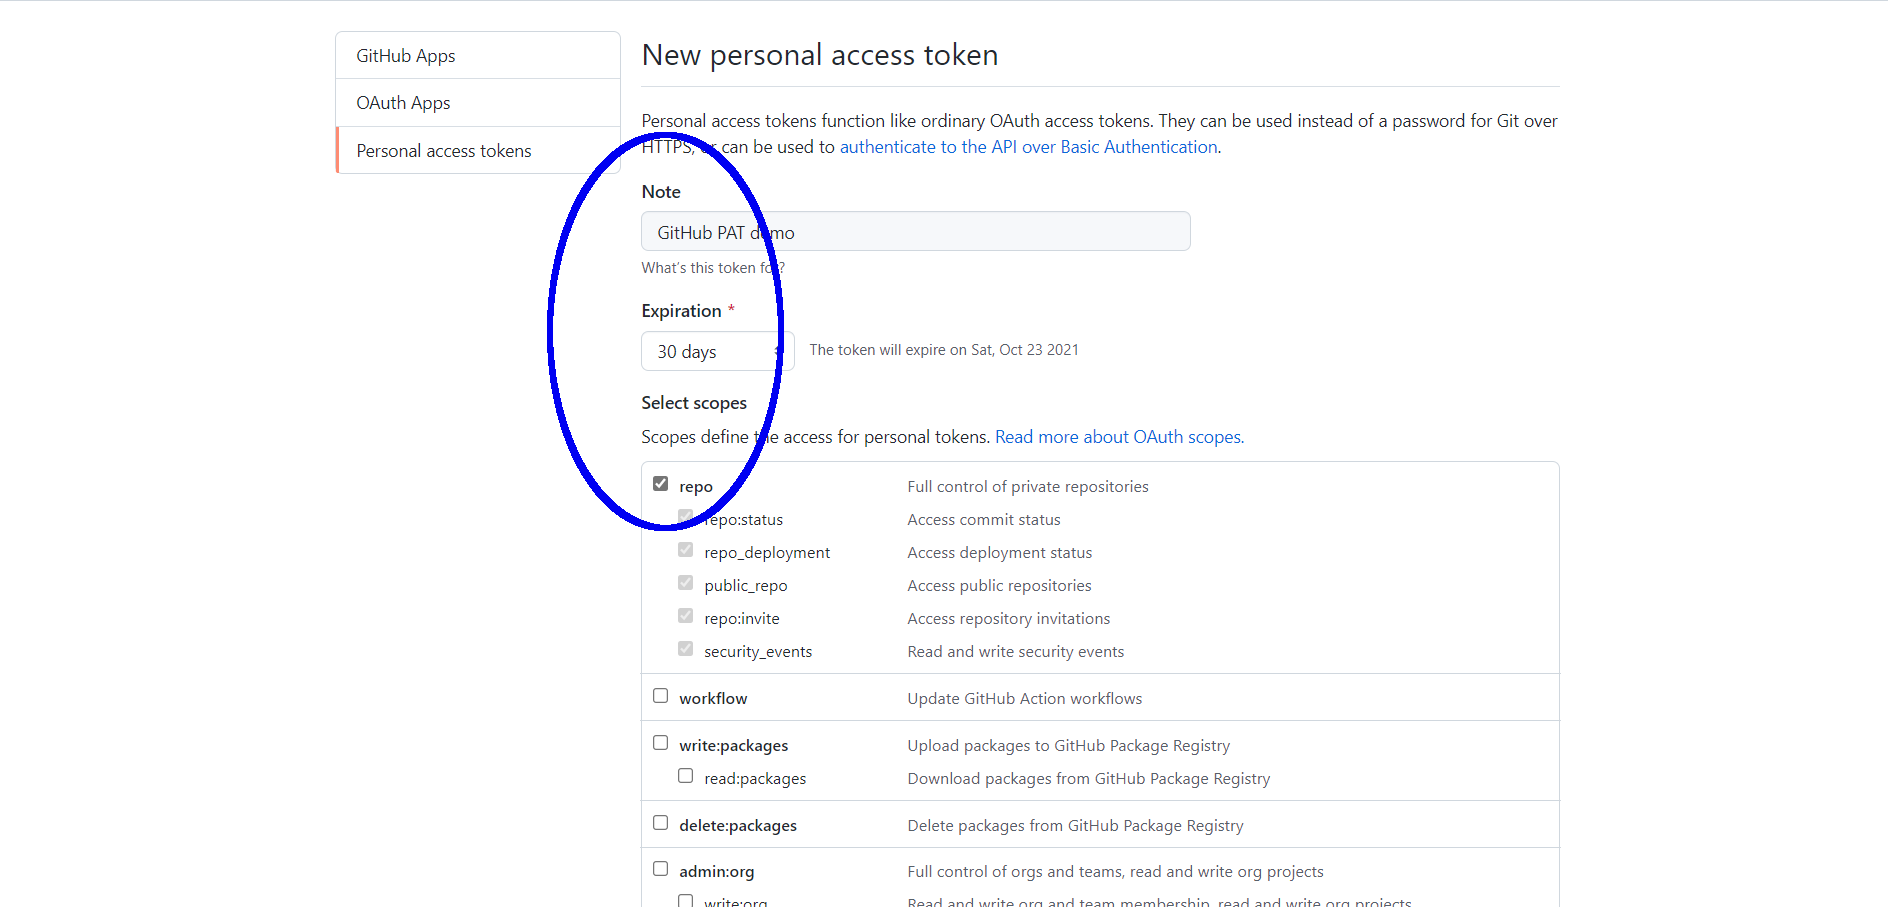 GitHub Apps
OAuth Apps
Personal access tokens
New personal access token
Personal access tokens function like ordinary OAuth access tokens. They can be used instead of a password for Git over
HTTPS, or can be used to authenticate to the API over Basic Authentication.
Note
GitHub PAT demo
What's this token for?
Expiration *
30 days
The token will expire on Sat, Oct 23 2021
Select scopes
Scopes define the access for personal tokens. Read more about OAuth scopes.
repo Full control of private repositories
repo:status Access commit status
repo_deployment Access deployment status
public_repo Access public repositories
repo:invite Access repository invitations
security_events Read and write security events
workflow Update GitHub Action workflows
write:packages Upload packages to GitHub Package Registry
read:packages Download packages from GitHub Package Registry
delete:packages Delete packages from GitHub Package Registry
admin:org Full control of orgs and teams, read and write org projects
write:org Read and write org and team membership, read and write org projects